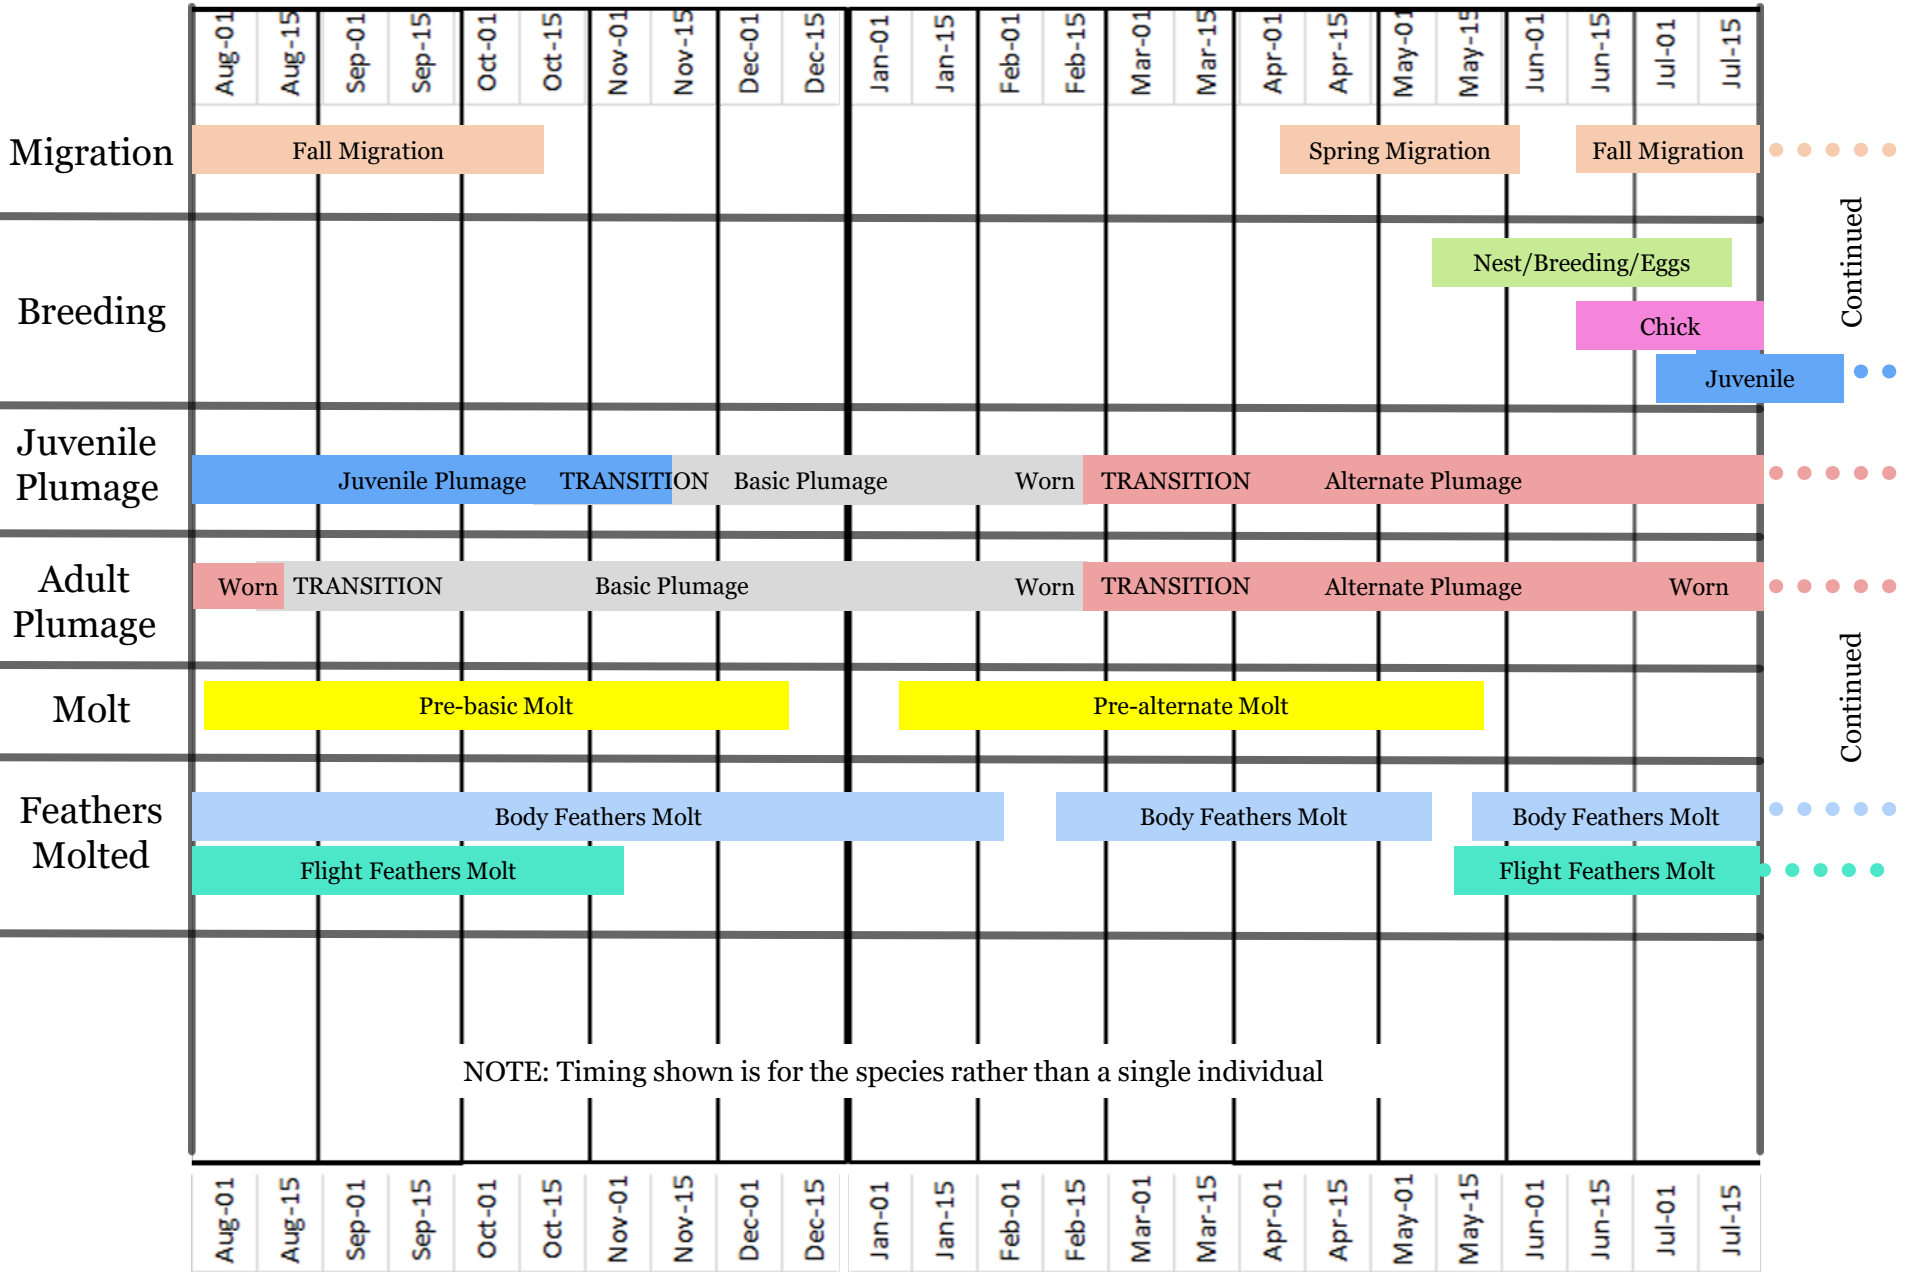 Aug-01 Aug-15 Sep-01 Sep-15 Oct-01 Oct-15 Nov-01 Nov-15 Dec-01 Dec-15 Jan-01 Jan-15 Feb-01 Feb-15 Mar-01 Mar-15 Apr-01 Apr-15 May-01 May-15 Jun-01 Jun-15 Jul-01 Jul-15
Migration
Fall Migration Spring Migration Fall Migration
Continued
Breeding
Nest/Breeding/Eggs
Chick
Juvenile
Juvenile
Plumage
Juvenile Plumage TRANSITION Basic Plumage Worn TRANSITION Alternate Plumage
Adult
Plumage
Worn TRANSITION Basic Plumage Worn TRANSITION Alternate Plumage Worn
Continued
Molt
Pre-basic Molt Pre-alternate Molt
Feathers
Molted
Body Feathers Molt Body Feathers Molt Body Feathers Molt
Flight Feathers Molt Flight Feathers Molt
NOTE: Timing shown is for the species rather than a single individual
Aug-01 Aug-15 Sep-01 Sep-15 Oct-01 Oct-15 Nov-01 Nov-15 Dec-01 Dec-15 Jan-01 Jan-15 Feb-01 Feb-15 Mar-01 Mar-15 Apr-01 Apr-15 May-01 May-15 Jun-01 Jun-15 Jul-01 Jul-15